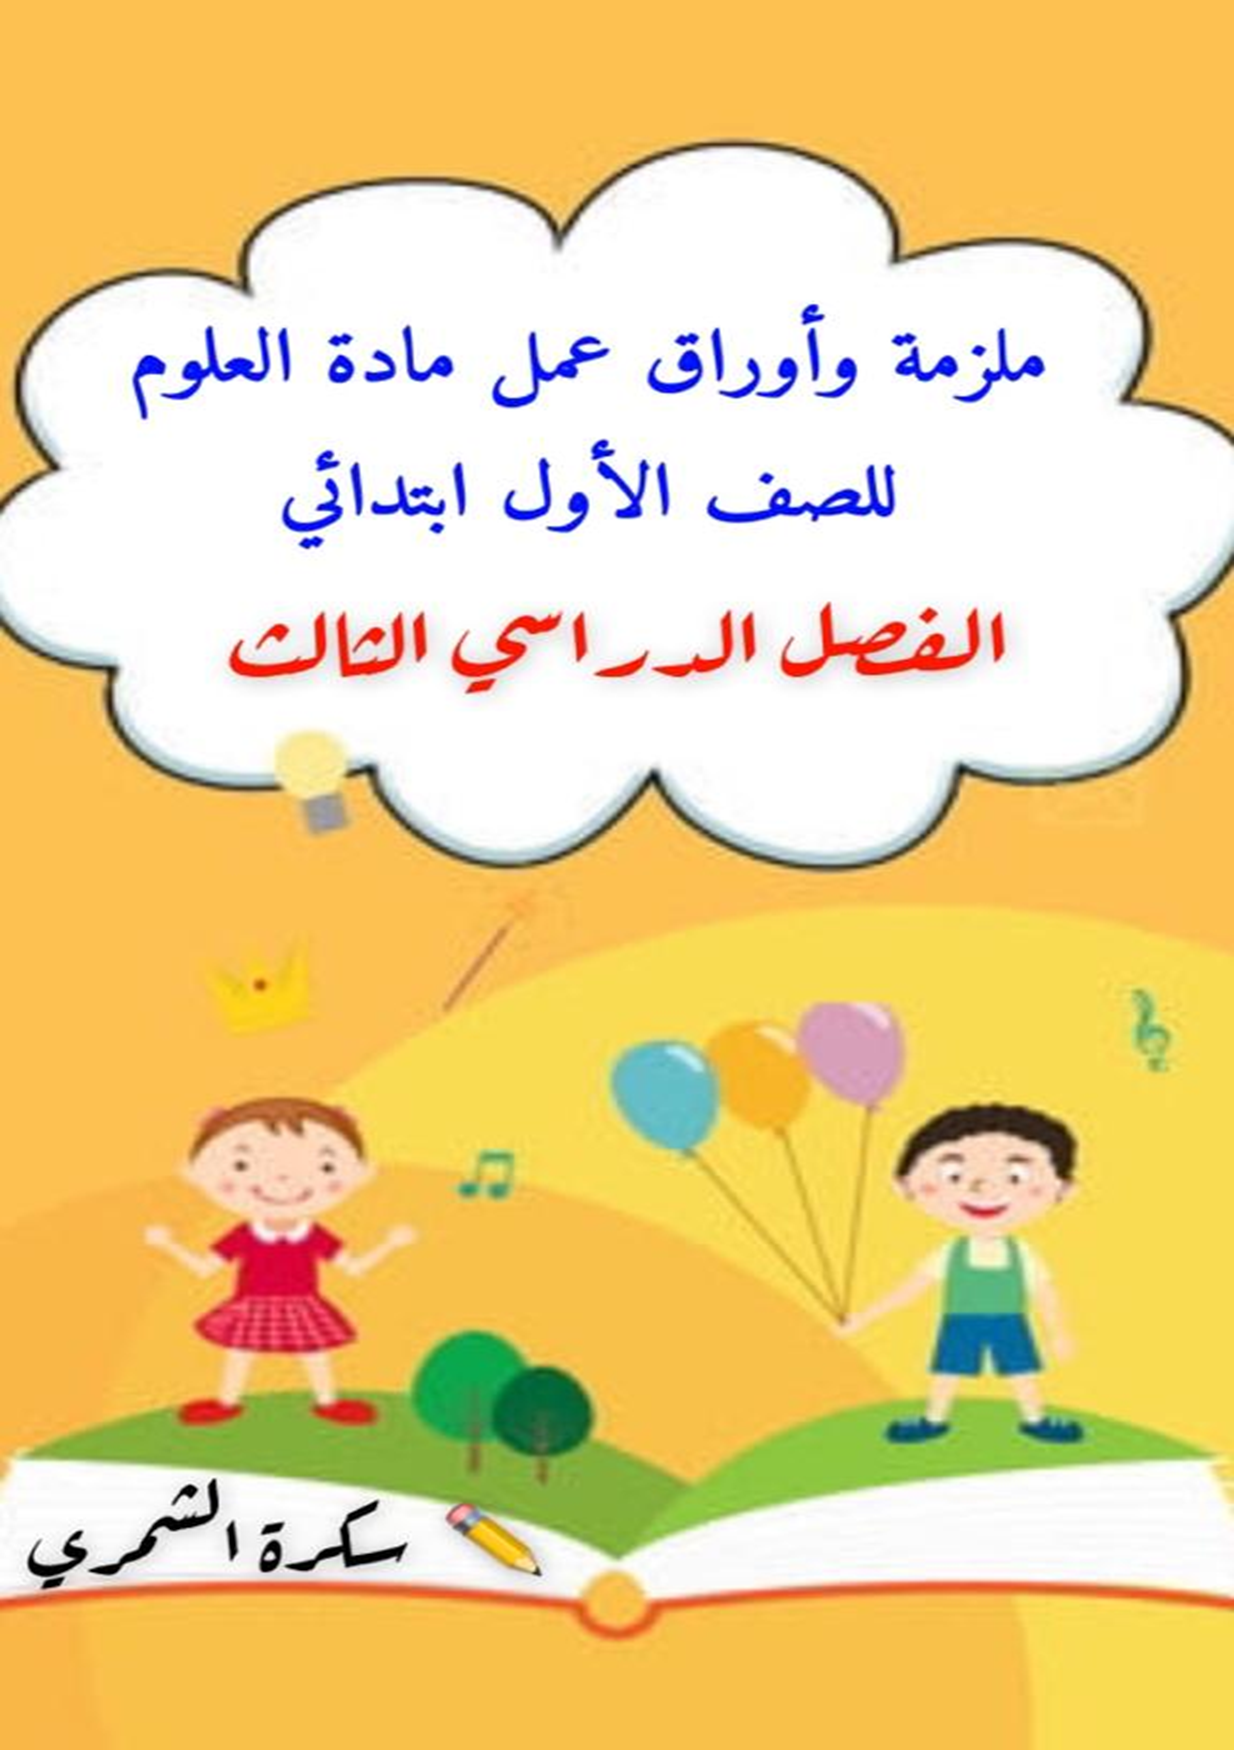 ملزمة وأوراق عمل مادة العلوم
للصف الأول ابتدائي
الفصل الدراسي الثالث
سكرة الشمري